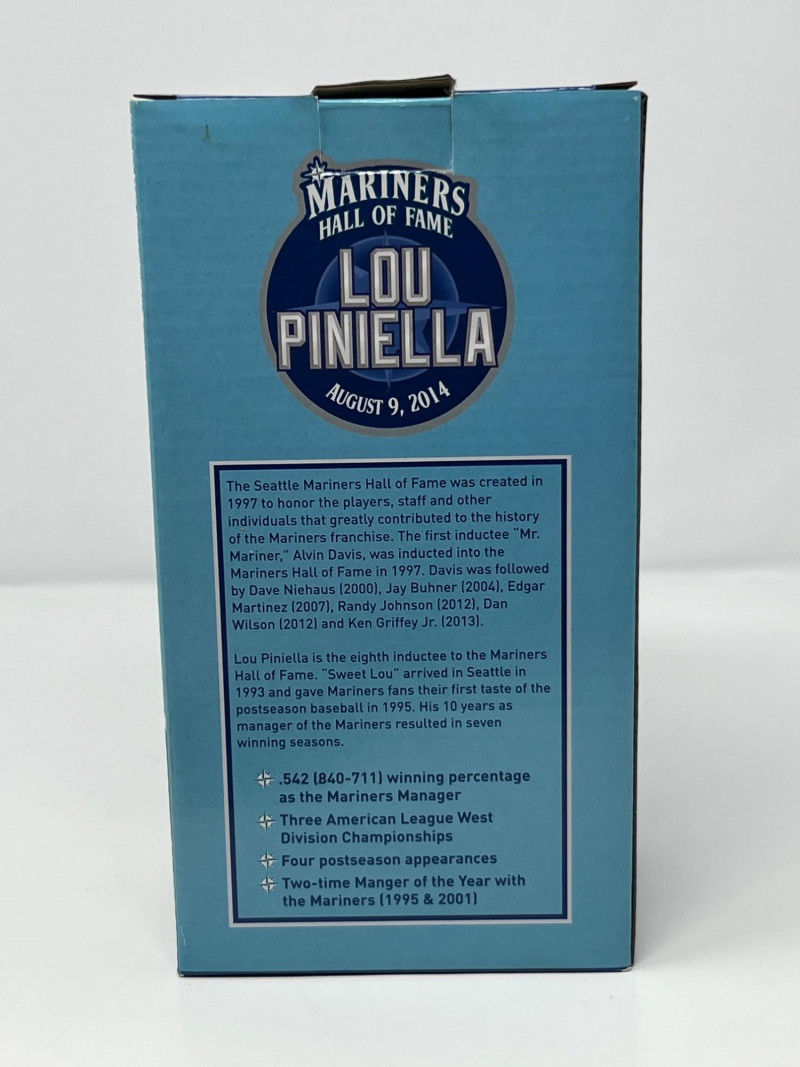 MARINERS
HALL OF FAME
LOU
PINIELLA
AUGUST 9, 2014
The Seattle Mariners Hall of Fame was created in
1997 to honor the players, staff and other
individuals that greatly contributed to the history
of the Mariners franchise. The first inductee "Mr.
Mariner," Alvin Davis, was inducted into the
Mariners Hall of Fame in 1997. Davis was followed
by Dave Niehaus (2000), Jay Buhner (2004), Edgar
Martinez (2007), Randy Johnson (2012), Dan
Wilson (2012) and Ken Griffey Jr. (2013).
Lou Piniella is the eighth inductee to the Mariners
Hall of Fame. "Sweet Lou" arrived in Seattle in
1993 and gave Mariners fans their first taste of the
postseason baseball in 1995. His 10 years as
manager of the Mariners resulted in seven
winning seasons.
.542 (840-711) winning percentage
as the Mariners Manager
Three American League West
Division Championships
Four postseason appearances
Two-time Manger of the Year with
the Mariners (1995 & 2001)